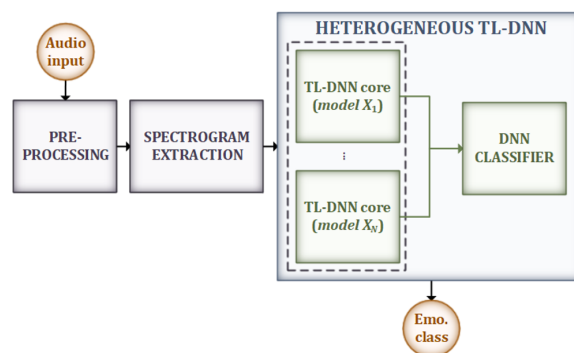 HETEROGENEOUS TL-DNN
Audio
input
PRE-
PROCESSING
SPECTROGRAM
EXTRACTION
TL-DNN core
(model X1)
...
TL-DNN core
(model XN)
DNN
CLASSIFIER
Emo.
class